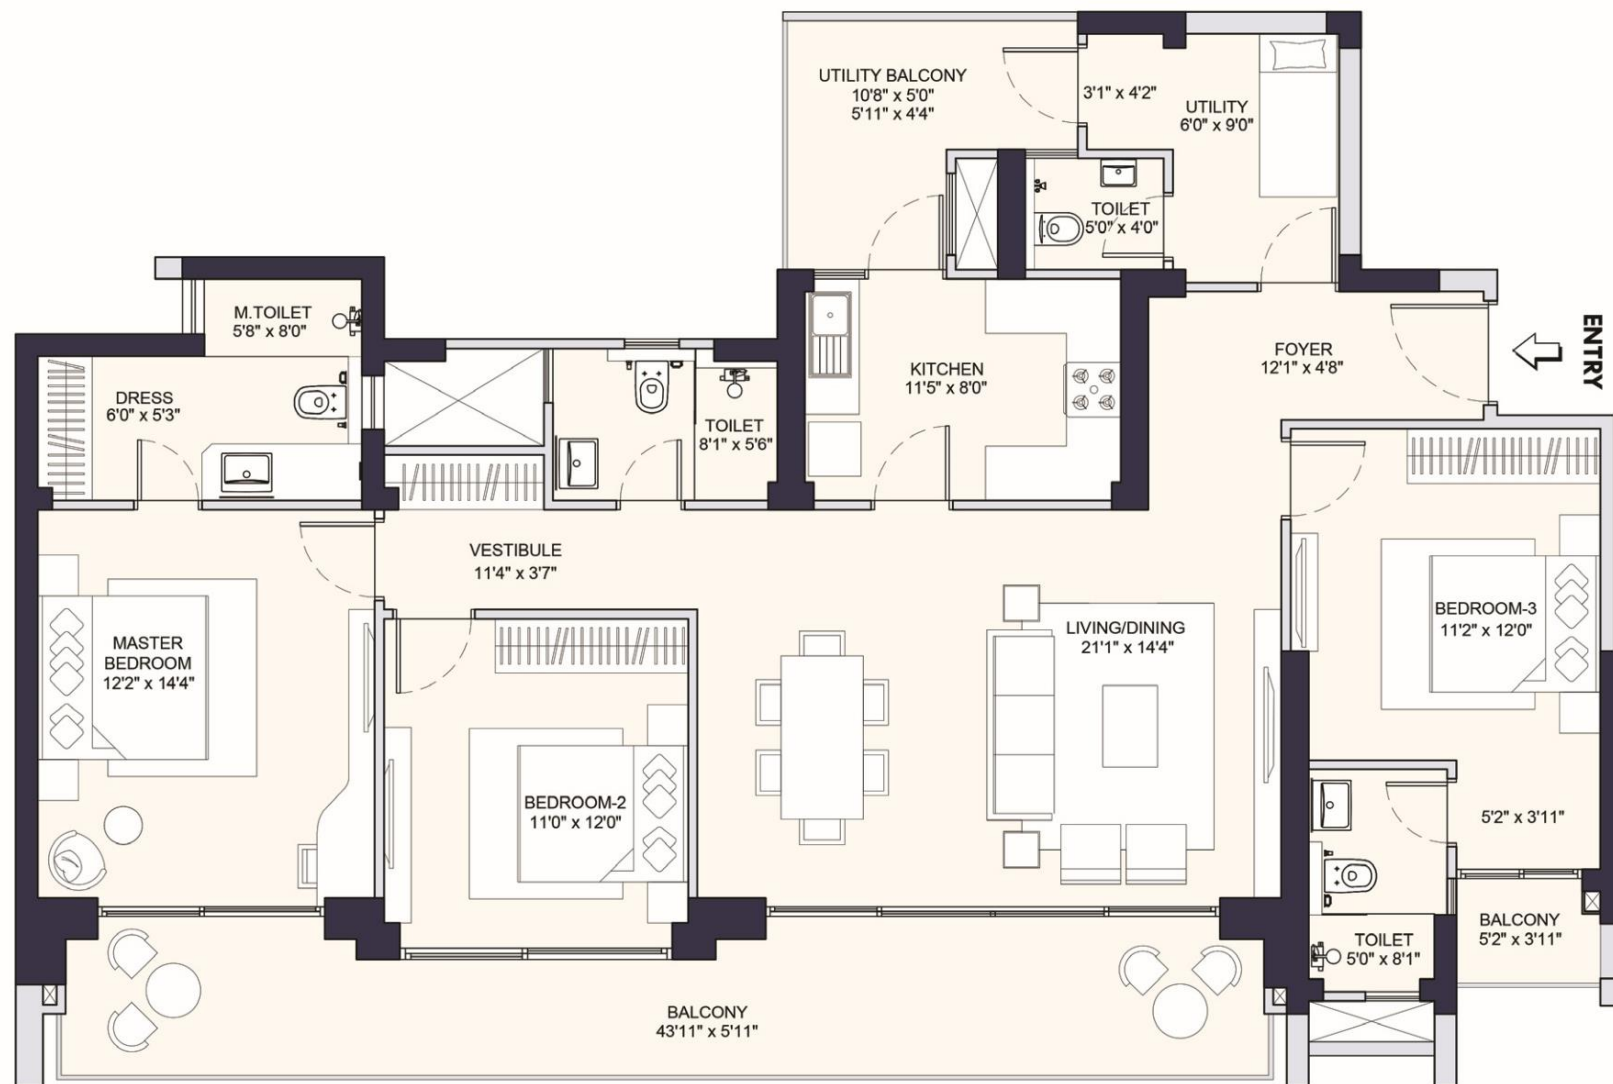 UTILITY BALCONY
10'8" x 5'0"
5'11" x 4'4"
3'1" x 4'2"
UTILITY
6'0" x 9'0"
TOILET
5'0" x 4'0"
M.TOILET
5'8" x 8'0"
DRESS
6'0" x 5'3"
TOILET
8'1" x 5'6"
KITCHEN
11'5" x 8'0"
FOYER
12'1" x 4'8"
ENTRY
VESTIBULE
11'4" x 3'7"
MASTER
BEDROOM
12'2" x 14'4"
LIVING/DINING
21'1" x 14'4"
BEDROOM-3
11'2" x 12'0"
BEDROOM-2
11'0" x 12'0"
5'2" x 3'11"
BALCONY
5'2" x 3'11"
TOILET
5'0" x 8'1"
BALCONY
43'11" x 5'11"